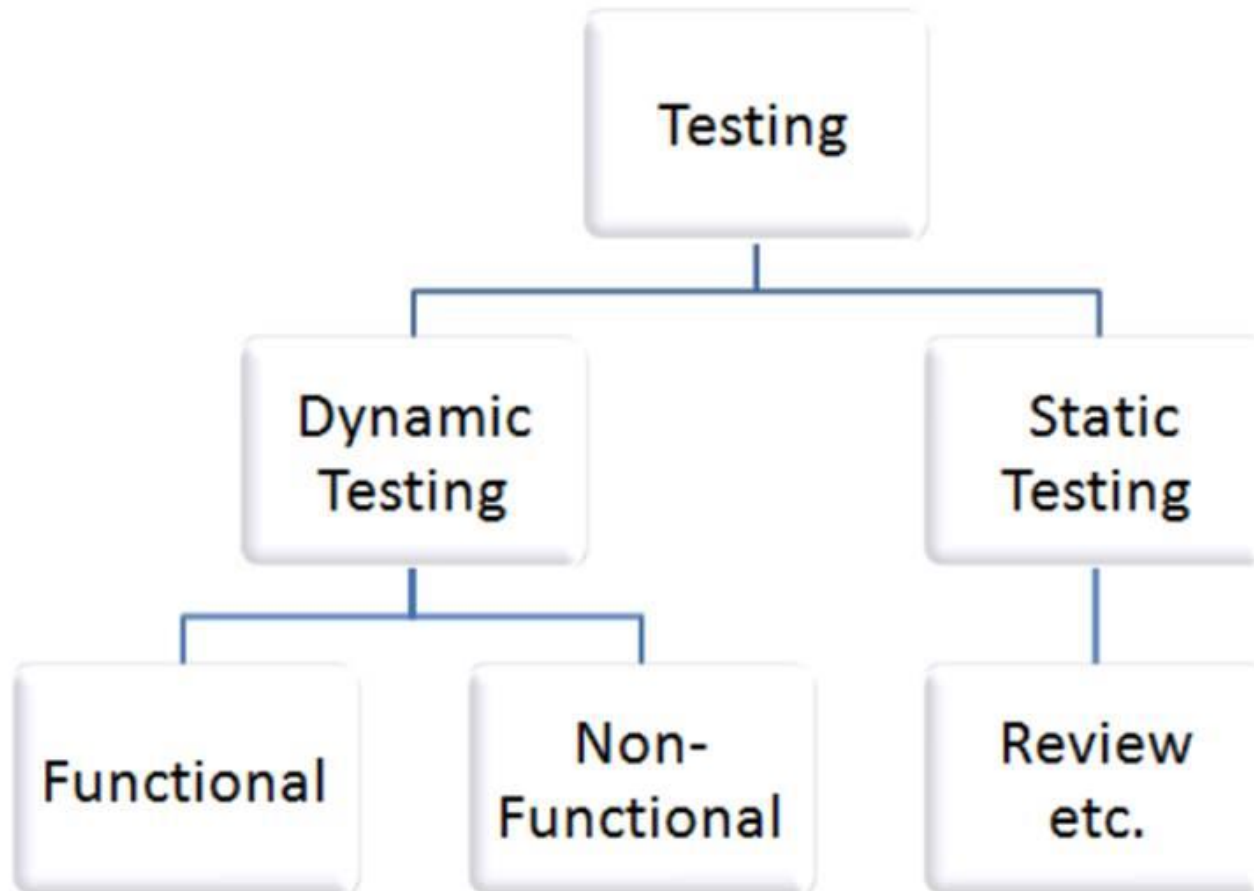 Testing
Dynamic
Testing
Static
Testing
Functional
Non-
Functional
Review
etc.